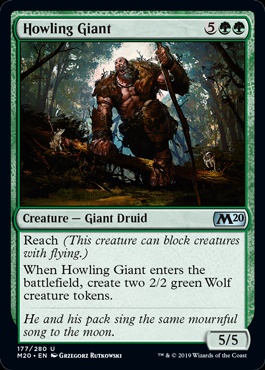 Howling Giant 5
Creature — Giant Druid
M20
Reach (This creature can block creatures
with flying.)
When Howling Giant enters the
battlefield, create two 2/2 green Wolf
creature tokens.
He and his pack sing the same mournful
song to the moon.
5/5
177/280 U
M20 • EN GRZEGORZ RUTKOWSKI
™ & © 2019 Wizards of the Coast